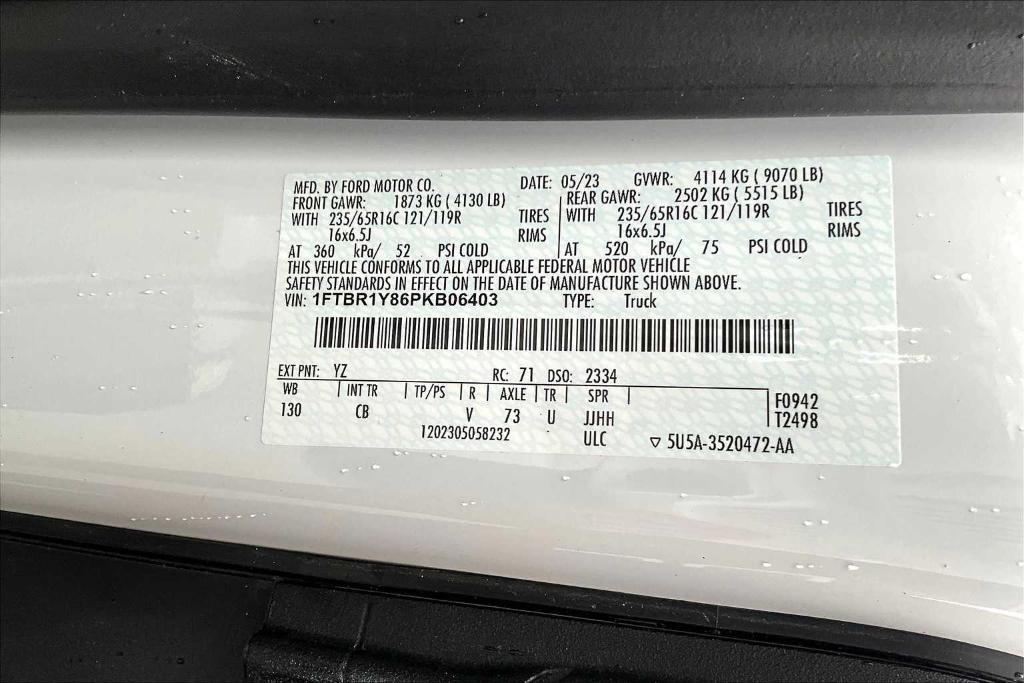 MFD. BY FORD MOTOR CO. DATE: 05/23 GVWR: 4114 KG ( 9070 LB)
FRONT GAWR: 1873 KG ( 4130 LB) REAR GAWR: 2502 KG ( 5515 LB)
WITH 235/65R16C 121/119R TIRES WITH 235/65R16C 121/119R TIRES
16x6.5J RIMS 16x6.5J RIMS
AT 360 kPa/ 52 PSI COLD AT 520 kPa/ 75 PSI COLD
THIS VEHICLE CONFORMS TO ALL APPLICABLE FEDERAL MOTOR VEHICLE
SAFETY STANDARDS IN EFFECT ON THE DATE OF MANUFACTURE SHOWN ABOVE.
VIN: 1FTBR1Y86PKB06403 TYPE: Truck
EXT PNT: YZ RC: 71 DSO: 2334
WB INT TR TP/PS R AXLE TR SPR F0942
130 CB V 73 U JJHH T2498
1202305058232 ULC ▽ 5U5A-3520472-AA